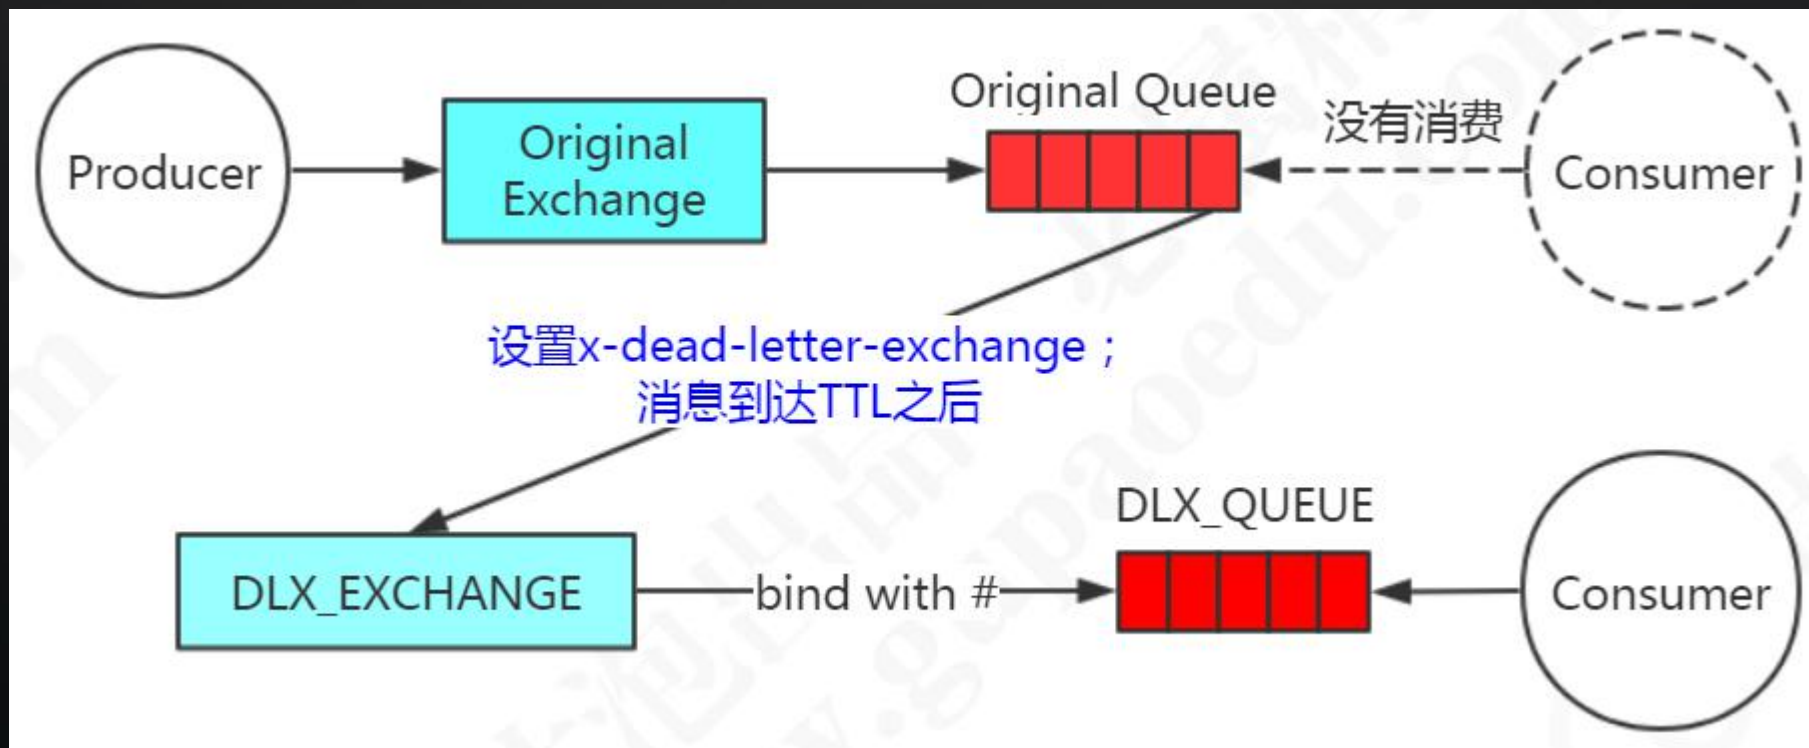 Original Queue
没有消费
Producer
Original
Exchange
Consumer
设置x-dead-letter-exchange；
消息到达TTL之后
DLX_QUEUE
DLX_EXCHANGE
bind with #
Consumer